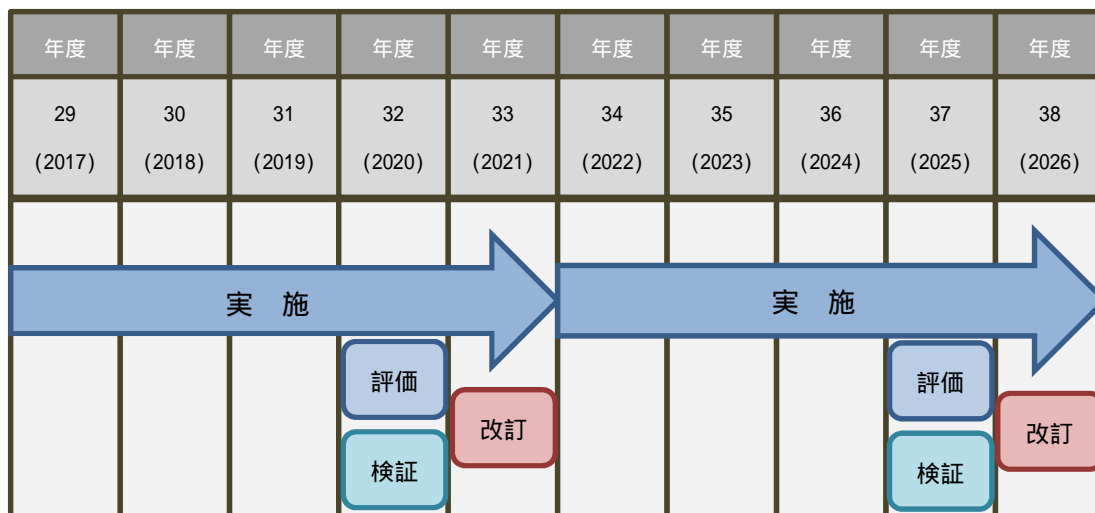 年度 年度 年度 年度 年度 年度 年度 年度 年度 年度
29 30 31 32 33 34 35 36 37 38
(2017) (2018) (2019) (2020) (2021) (2022) (2023) (2024) (2025) (2026)
実 施 実 施
評価 評価
改訂 改訂
検証 検証